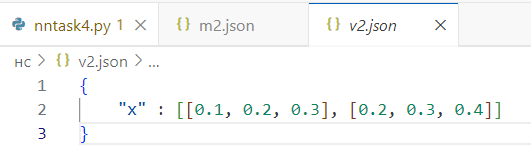 nntask4.py 1
m2.json
v2.json
нс > {} v2.json > ...
1 {
2 "x" : [[0.1, 0.2, 0.3], [0.2, 0.3, 0.4]]
3 }